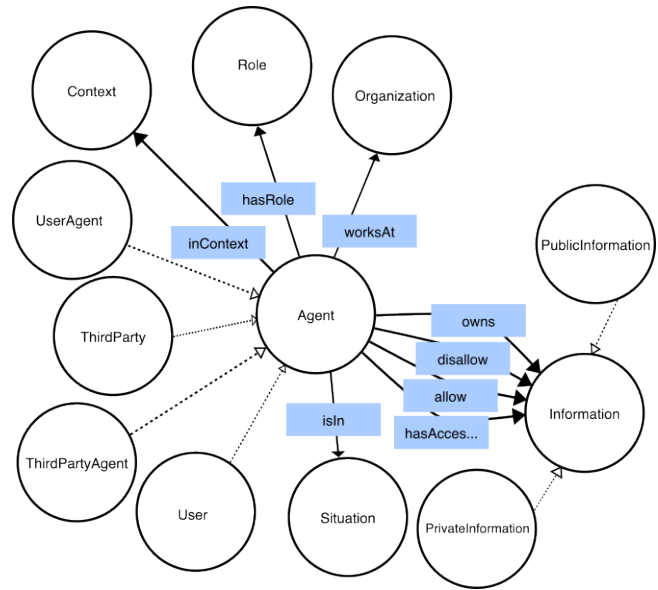 Role
Context
Organization
hasRole
UserAgent
worksAt
inContext
PublicInformation
Agent
owns
ThirdParty
disallow
allow
Information
isIn
hasAcces...
ThirdPartyAgent
User
Situation
PrivateInformation